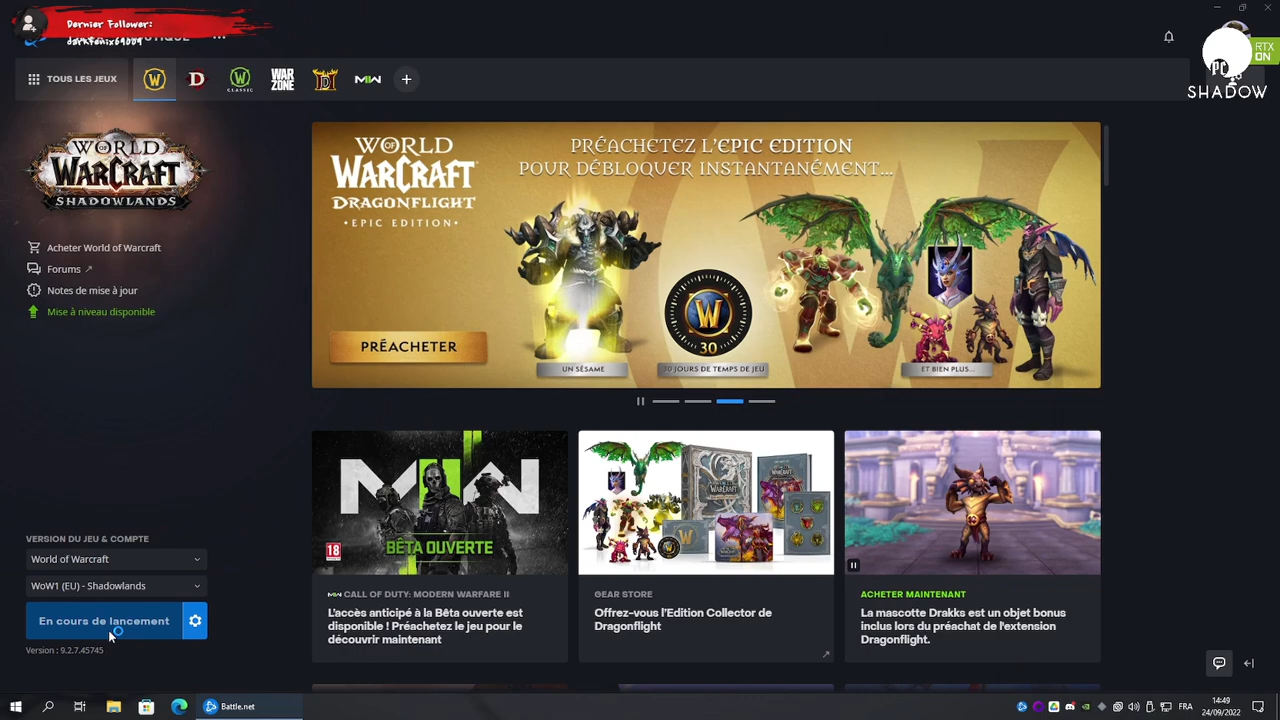 Dernier Follower:
darkfenix69009
RTX
ON
SHADOW
TOUS LES JEUX
CLASSIC
WAR
ZONE
MW
WORLD
OF
WARCRAFT
SHADOWLANDS
Acheter World of Warcraft
Forums
Notes de mise à jour
Mise à niveau disponible
WORLD
OF
WARCRAFT
DRAGONFLIGHT
•EPIC EDITION•
PRÉACHETEZ L'EPIC EDITION
POUR DÉBLOQUER INSTANTANÉMENT...
PRÉACHETER
30
UN SÉSAME
30 JOURS DE TEMPS DE JEU
ET BIEN PLUS...
18
BÊTA OUVERTE
CALL OF DUTY: MODERN WARFARE II
L'accès anticipé à la Bêta ouverte est
disponible ! Préachetez le jeu pour le
découvrir maintenant
GEAR STORE
Offrez-vous l'Edition Collector de
Dragonflight
ACHETER MAINTENANT
La mascotte Drakks est un objet bonus
inclus lors du préachat de l'extension
Dragonflight.
VERSION DU JEU & COMPTE
World of Warcraft
WoW1 (EU) - Shadowlands
En cours de lancement
Version : 9.2.7.45745
Battle.net
FRA
14:49
24/09/2022